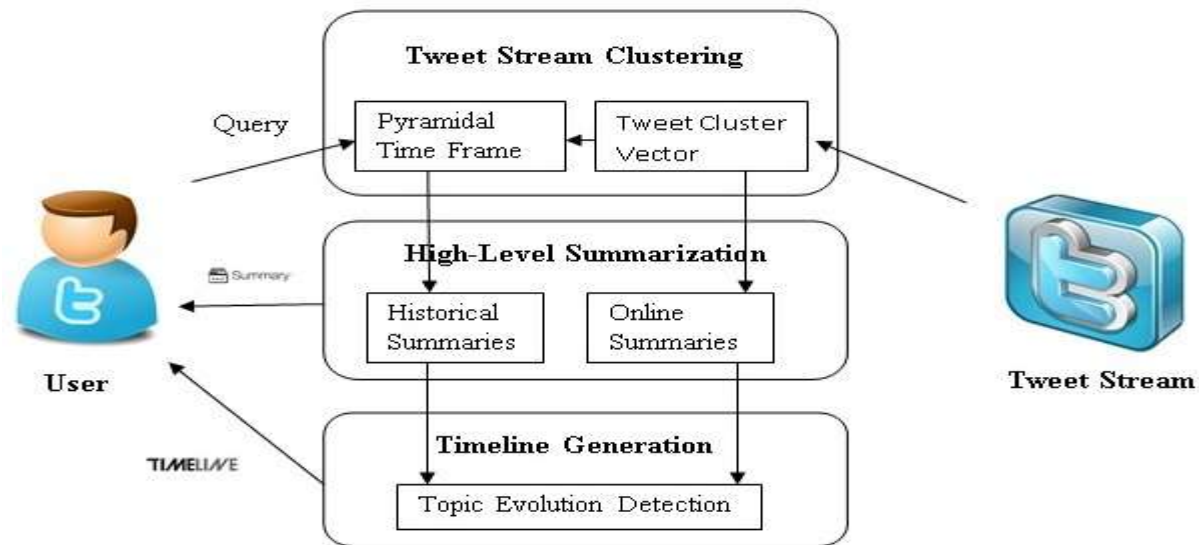 Tweet Stream Clustering
Query
Pyramidal
Time Frame
Tweet Cluster
Vector
High-Level Summarization
Summary
Historical
Summaries
Online
Summaries
User
Tweet Stream
Timeline Generation
TIMELINE
Topic Evolution Detection